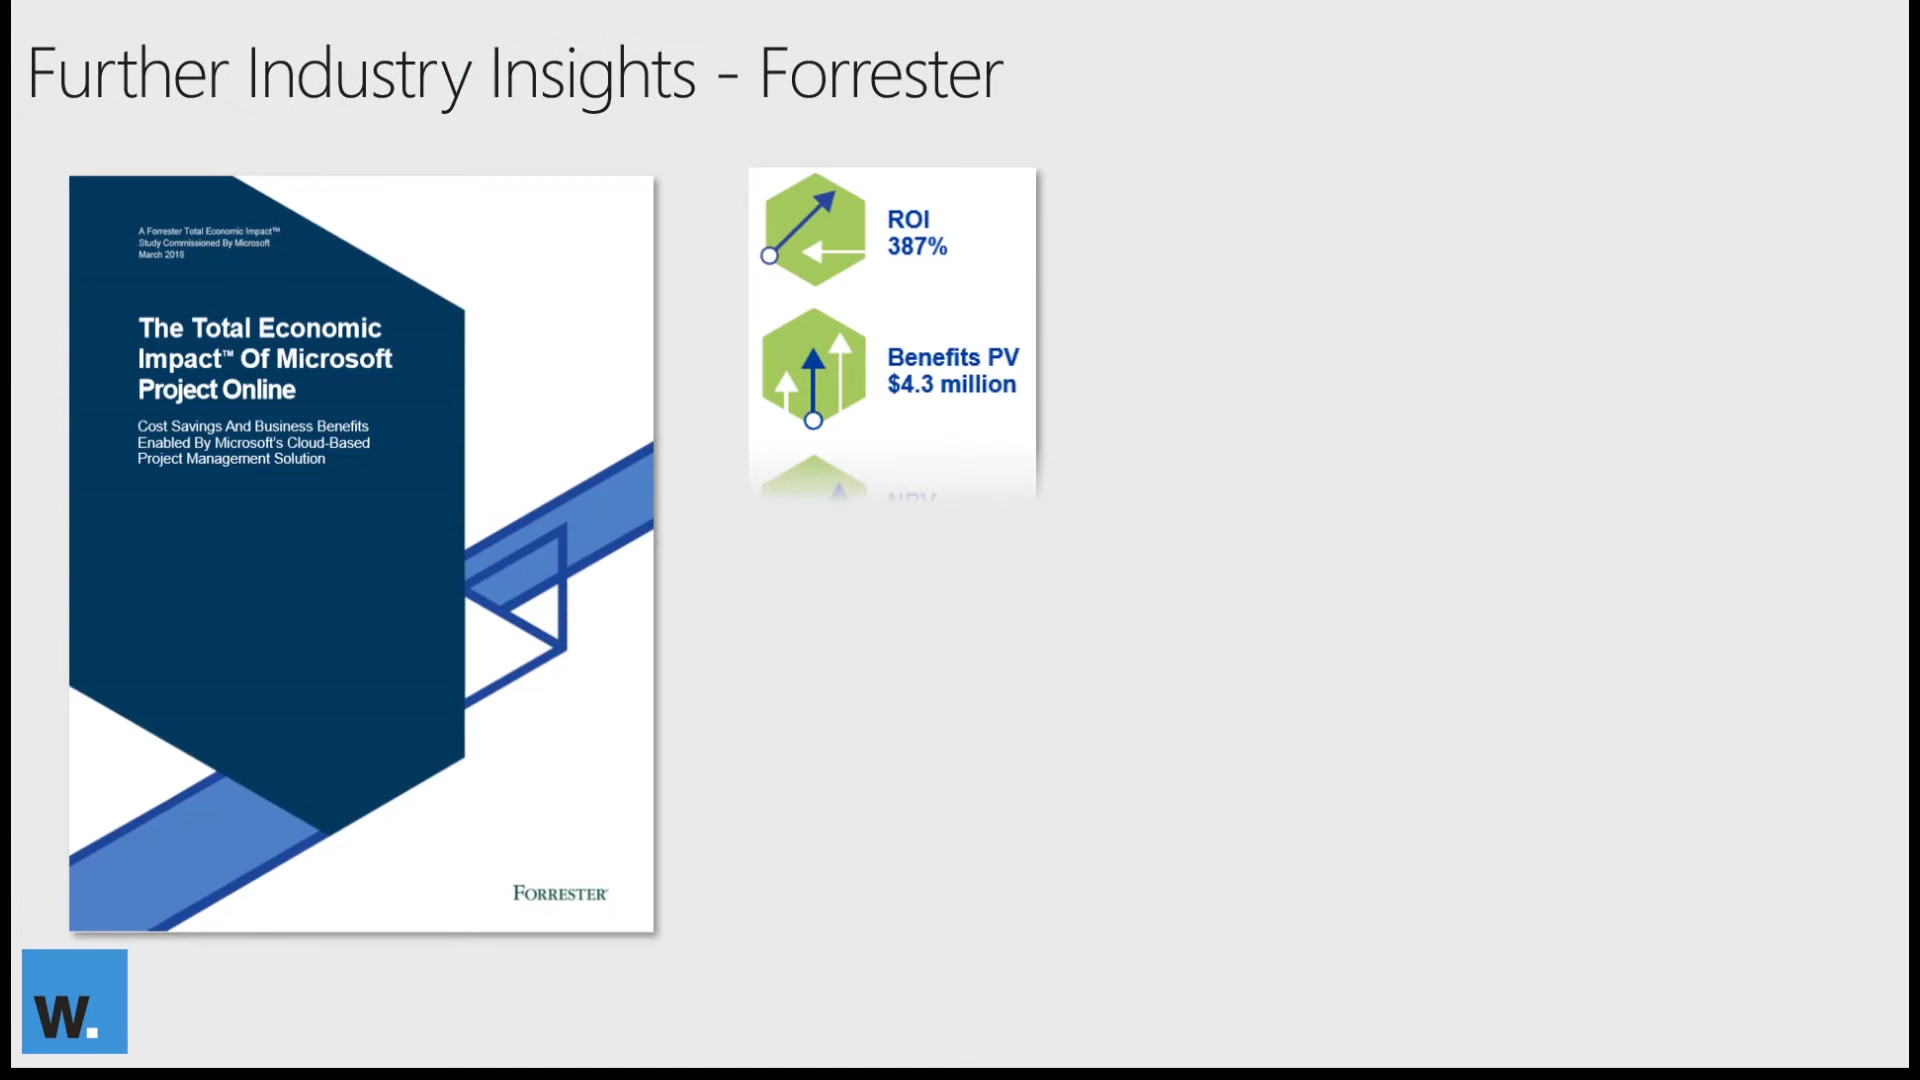 Further Industry Insights - Forrester
A Forrester Total Economic Impact™
Study Commissioned By Microsoft
March 2018
The Total Economic
Impact™ Of Microsoft
Project Online
Cost Savings And Business Benefits
Enabled By Microsoft's Cloud-Based
Project Management Solution
FORRESTER®
ROI
387%
Benefits PV
$4.3 million
NPV
W.